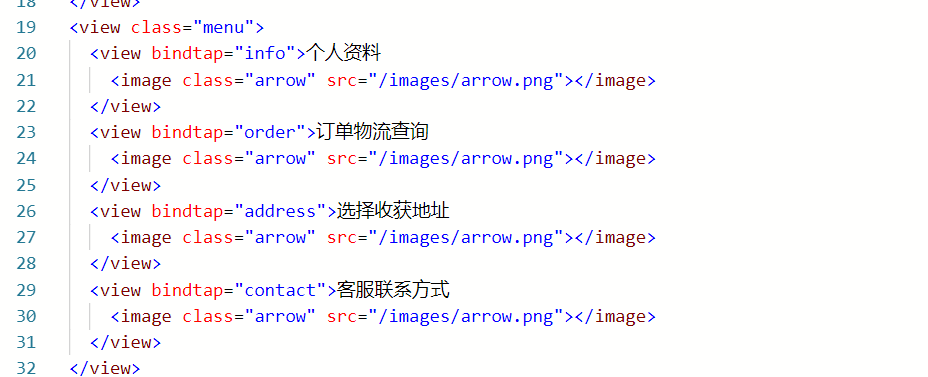 18 </view>
19 <view class="menu">
20 <view bindtap="info">个人资料
21 <image class="arrow" src="/images/arrow.png"></image>
22 </view>
23 <view bindtap="order">订单物流查询
24 <image class="arrow" src="/images/arrow.png"></image>
25 </view>
26 <view bindtap="address">选择收获地址
27 <image class="arrow" src="/images/arrow.png"></image>
28 </view>
29 <view bindtap="contact">客服联系方式
30 <image class="arrow" src="/images/arrow.png"></image>
31 </view>
32 </view>